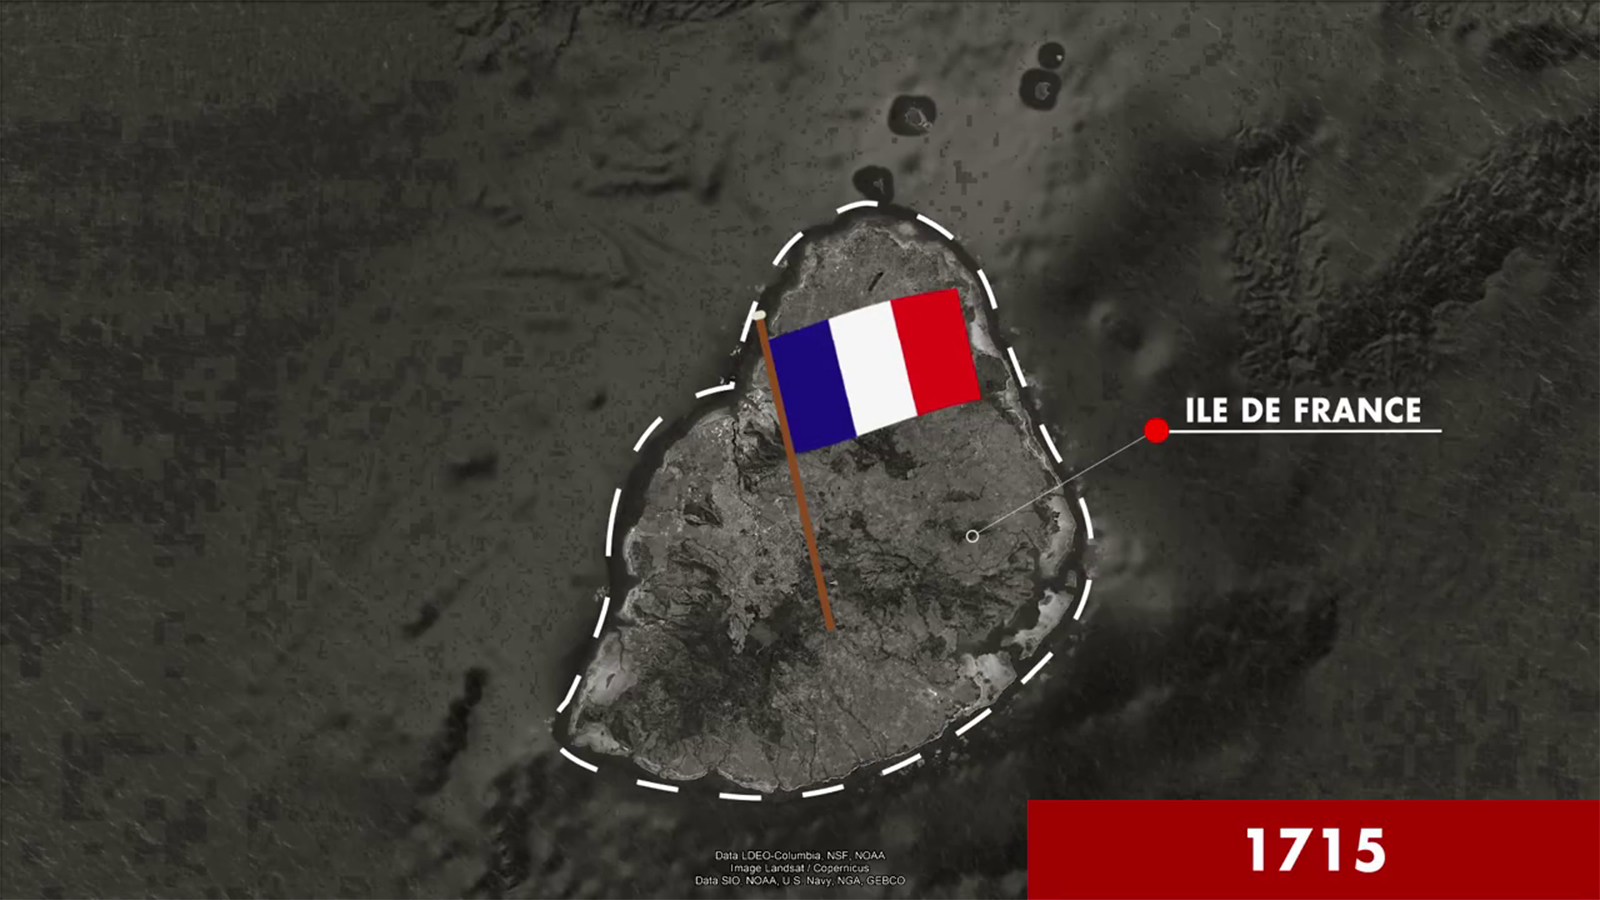 ILE DE FRANCE
1715
Data LDEO-Columbia, NSF, NOAA
Image Landsat / Copernicus
Data SIO, NOAA, U.S. Navy, NGA, GEBCO